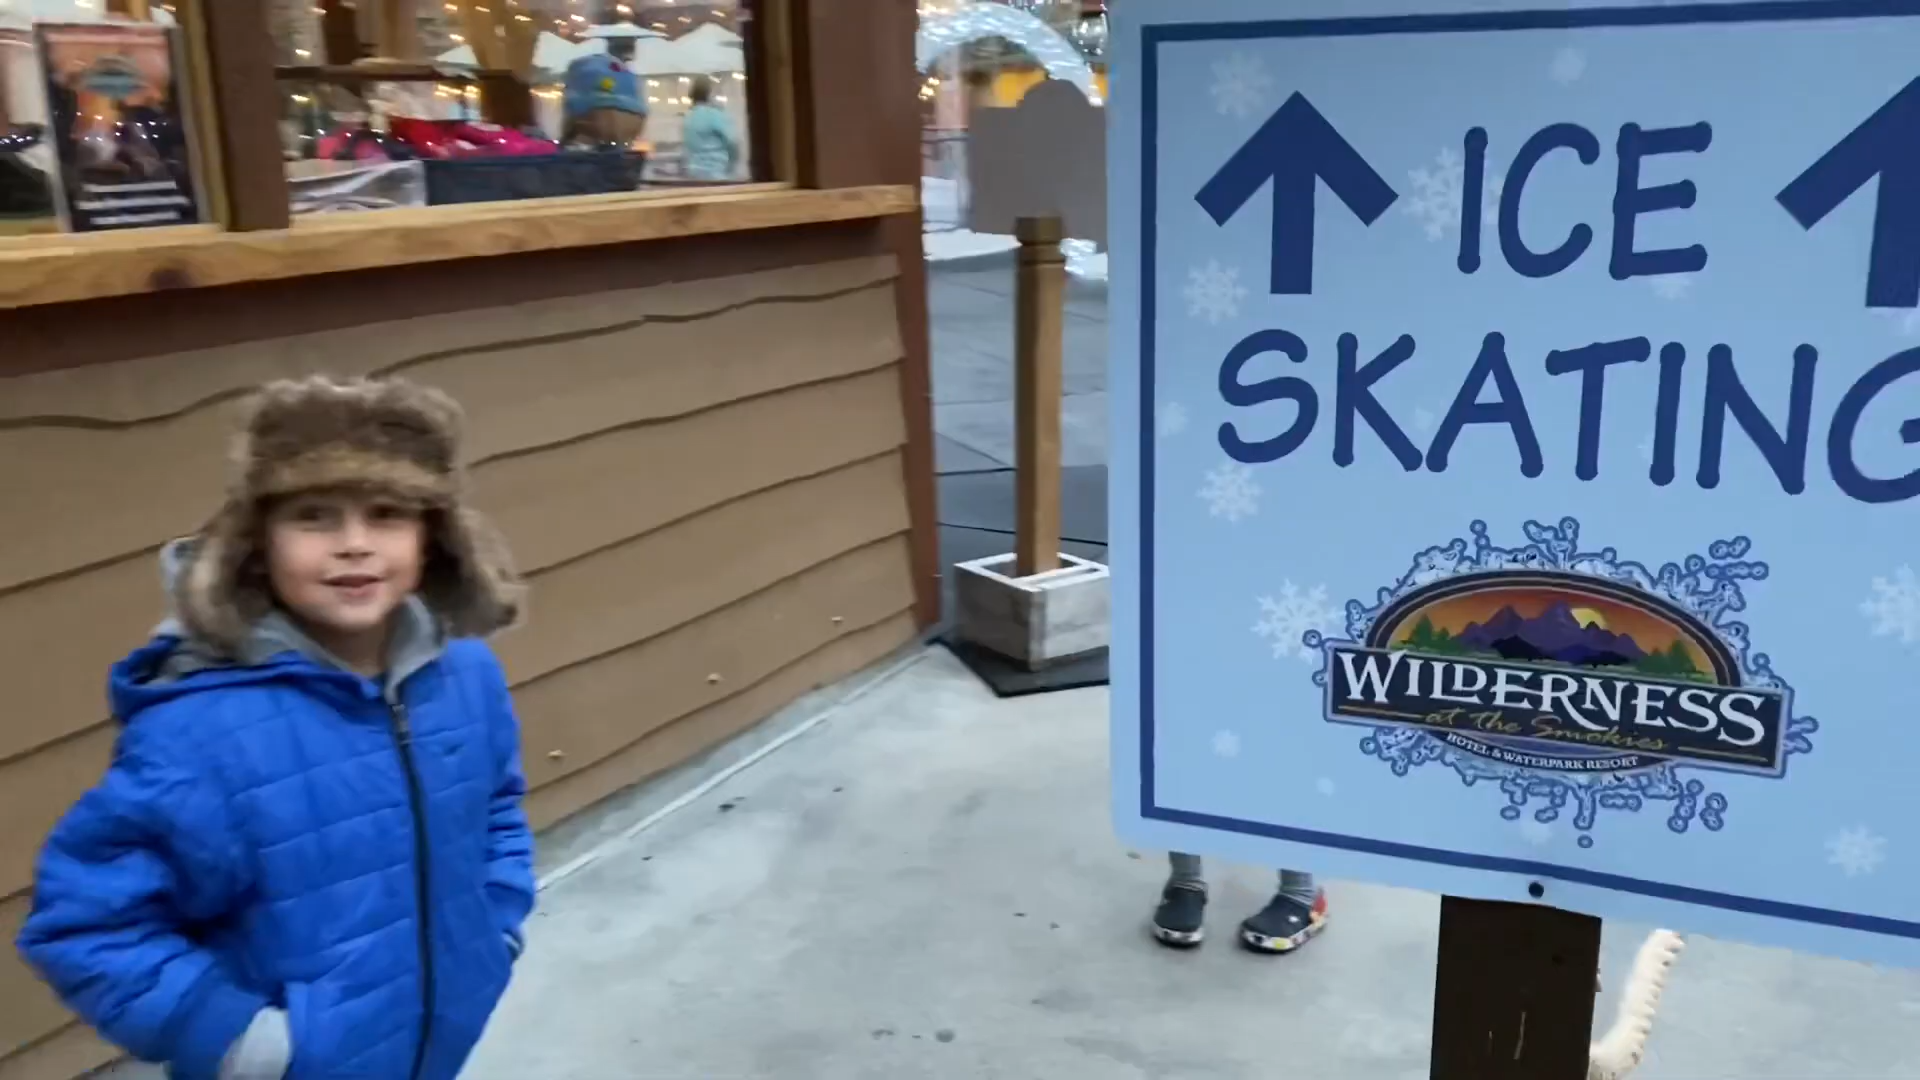 ICE
SKATING
WILDERNESS
at the Smokies
HOTEL & WATERPARK RESORT